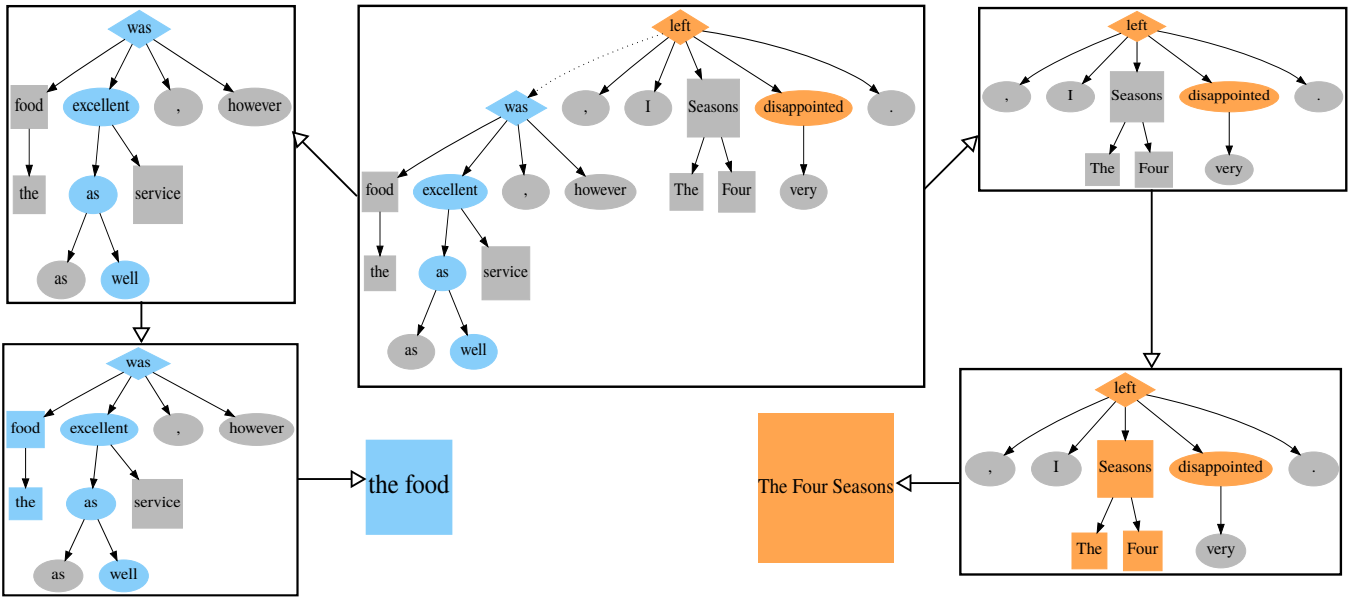 was
food excellent , however
the as service
as well
left
was , I Seasons disappointed .
food excellent , however The Four very
the as service
as well
left
, I Seasons disappointed .
The Four very
was
food excellent , however
the as service
as well
the food
The Four Seasons
left
, I Seasons disappointed .
The Four very